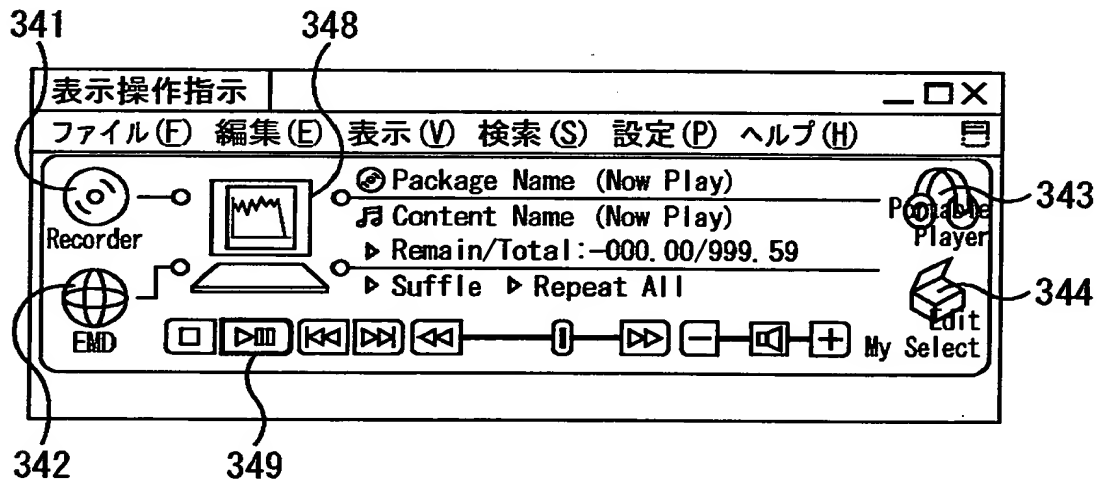 341
348
表示操作指示
ファイル(F) 編集(E) 表示(V) 検索(S) 設定(P) ヘルプ(H)
Package Name (Now Play)
Content Name (Now Play)
Remain/Total:-000.00/999.59
Suffle Repeat All
Recorder
EMD
Portable
Player
343
344
Edit
My Select
342
349